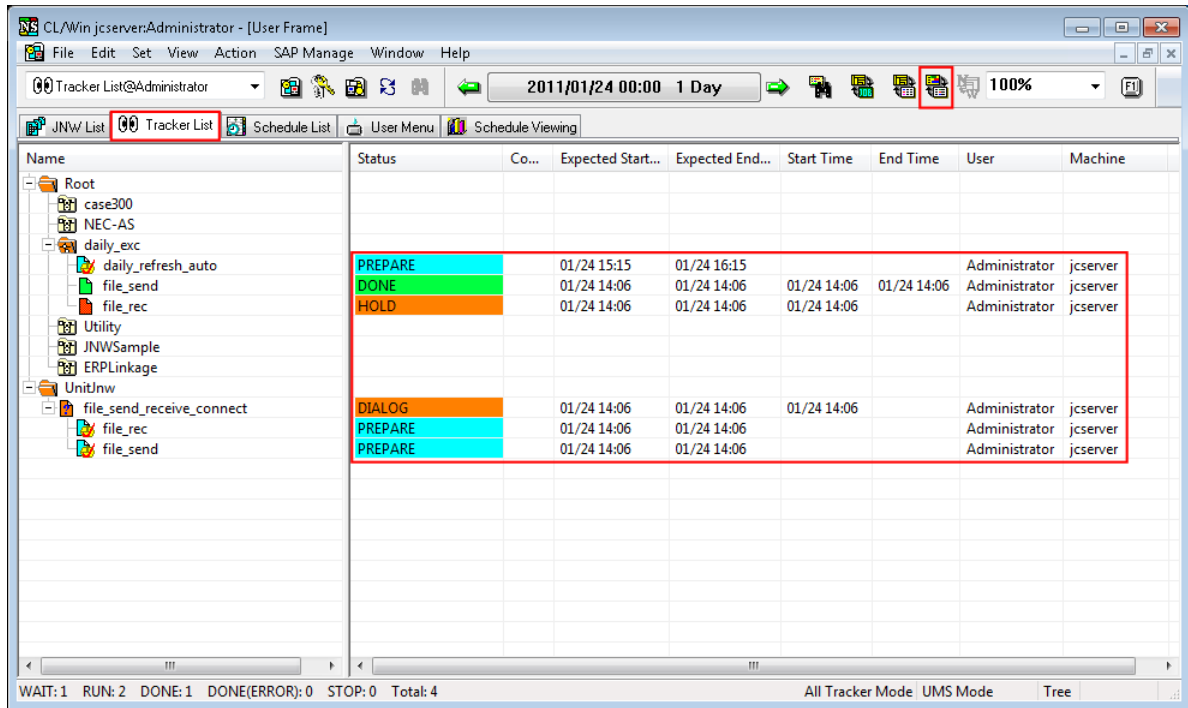 CL/Win jcserver:Administrator - [User Frame]
File Edit Set View Action SAP Manage Window Help
Tracker List@Administrator 2011/01/24 00:00 1 Day 100% F1
JNW List Tracker List Schedule List User Menu Schedule Viewing
Name Status Co... Expected Start... Expected End... Start Time End Time User Machine
Root
case300
NEC-AS
daily_exc
daily_refresh_auto PREPARE 01/24 15:15 01/24 16:15 Administrator jcserver
file_send DONE 01/24 14:06 01/24 14:06 01/24 14:06 01/24 14:06 Administrator jcserver
file_rec HOLD 01/24 14:06 01/24 14:06 01/24 14:06 Administrator jcserver
Utility
JNWSample
ERPLinkage
UnitJnw
file_send_receive_connect DIALOG 01/24 14:06 01/24 14:06 01/24 14:06 Administrator jcserver
file_rec PREPARE 01/24 14:06 01/24 14:06 Administrator jcserver
file_send PREPARE 01/24 14:06 01/24 14:06 Administrator jcserver
WAIT: 1 RUN: 2 DONE: 1 DONE(ERROR): 0 STOP: 0 Total: 4 All Tracker Mode UMS Mode Tree